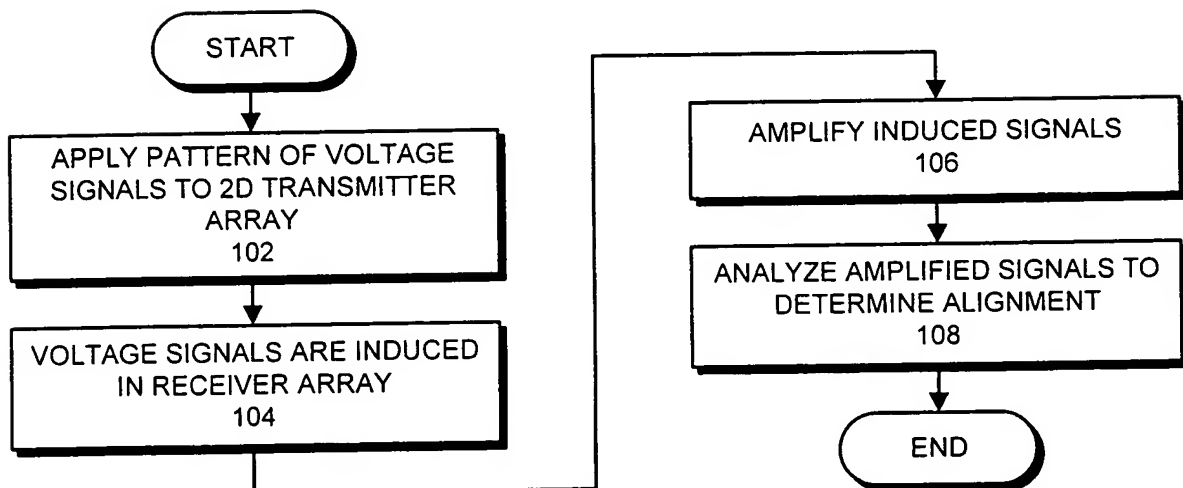 START
APPLY PATTERN OF VOLTAGE
SIGNALS TO 2D TRANSMITTER
ARRAY
102
VOLTAGE SIGNALS ARE INDUCED
IN RECEIVER ARRAY
104
AMPLIFY INDUCED SIGNALS
106
ANALYZE AMPLIFIED SIGNALS TO
DETERMINE ALIGNMENT
108
END